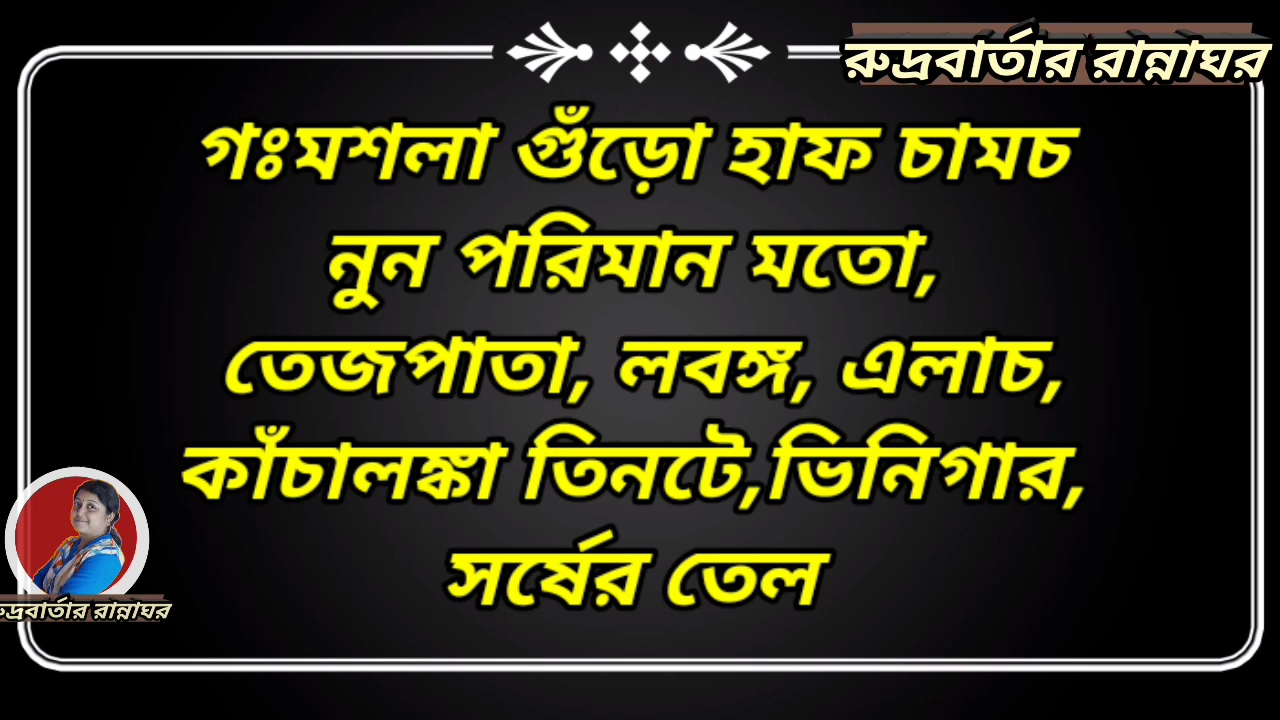 রুদ্রবার্তার রান্নাঘর
গঃমশলা গুঁড়ো হাফ চামচ
নুন পরিমান মতো,
তেজপাতা, লবঙ্গ, এলাচ,
কাঁচালঙ্কা তিনটে,ভিনিগার,
সর্ষের তেল
রুদ্রবার্তার রান্নাঘর